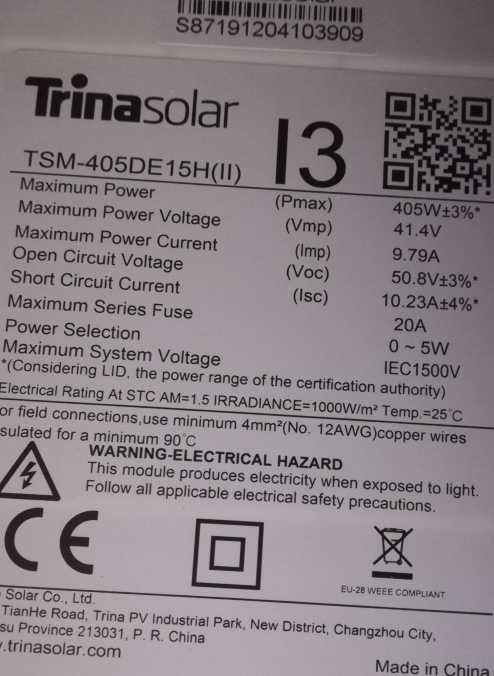 S87191204103909
Trinasolar
I3
TSM-405DE15H(II)
Maximum Power (Pmax) 405W±3%*
Maximum Power Voltage (Vmp) 41.4V
Maximum Power Current (Imp) 9.79A
Open Circuit Voltage (Voc) 50.8V±3%*
Short Circuit Current (Isc) 10.23A±4%*
Maximum Series Fuse 20A
Power Selection 0 ~ 5W
Maximum System Voltage IEC1500V
*(Considering LID, the power range of the certification authority)
Electrical Rating At STC AM=1.5 IRRADIANCE=1000W/m² Temp.=25°C
or field connections,use minimum 4mm²(No. 12AWG)copper wires
sulated for a minimum 90°C
WARNING-ELECTRICAL HAZARD
This module produces electricity when exposed to light.
Follow all applicable electrical safety precautions.
CE
EU-28 WEEE COMPLIANT
Solar Co., Ltd.
TianHe Road, Trina PV Industrial Park, New District, Changzhou City,
su Province 213031, P. R. China
.trinasolar.com
Made in China